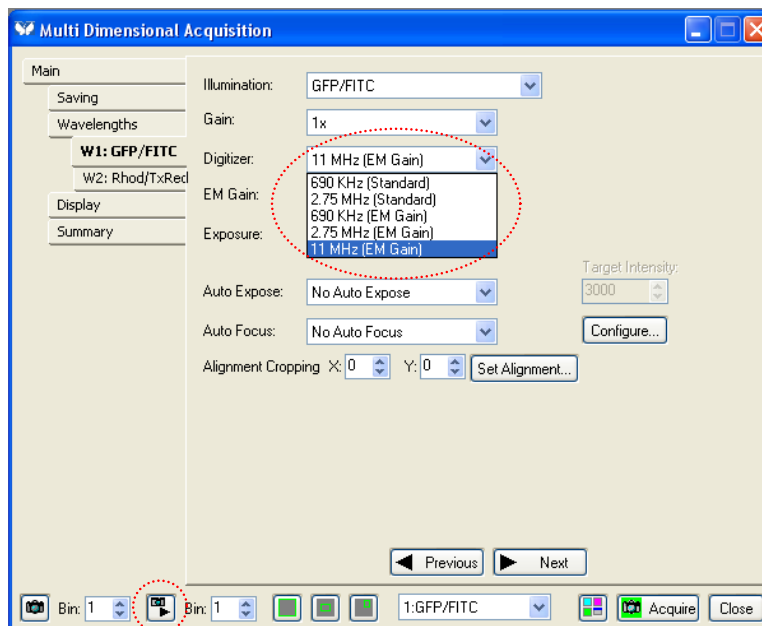 Multi Dimensional Acquisition
Main
Saving
Wavelengths
W1: GFP/FITC
W2: Rhod/TxRed
Display
Summary
Illumination: GFP/FITC
Gain: 1x
Digitizer: 11 MHz (EM Gain)
690 KHz (Standard)
2.75 MHz (Standard)
EM Gain: 690 KHz (EM Gain)
2.75 MHz (EM Gain)
Exposure: 11 MHz (EM Gain)
Target Intensity:
Auto Expose: No Auto Expose 3000
Auto Focus: No Auto Focus Configure...
Alignment Cropping X: 0 Y: 0 Set Alignment...
Previous Next
Bin: 1 Bin: 1 1:GFP/FITC Acquire Close